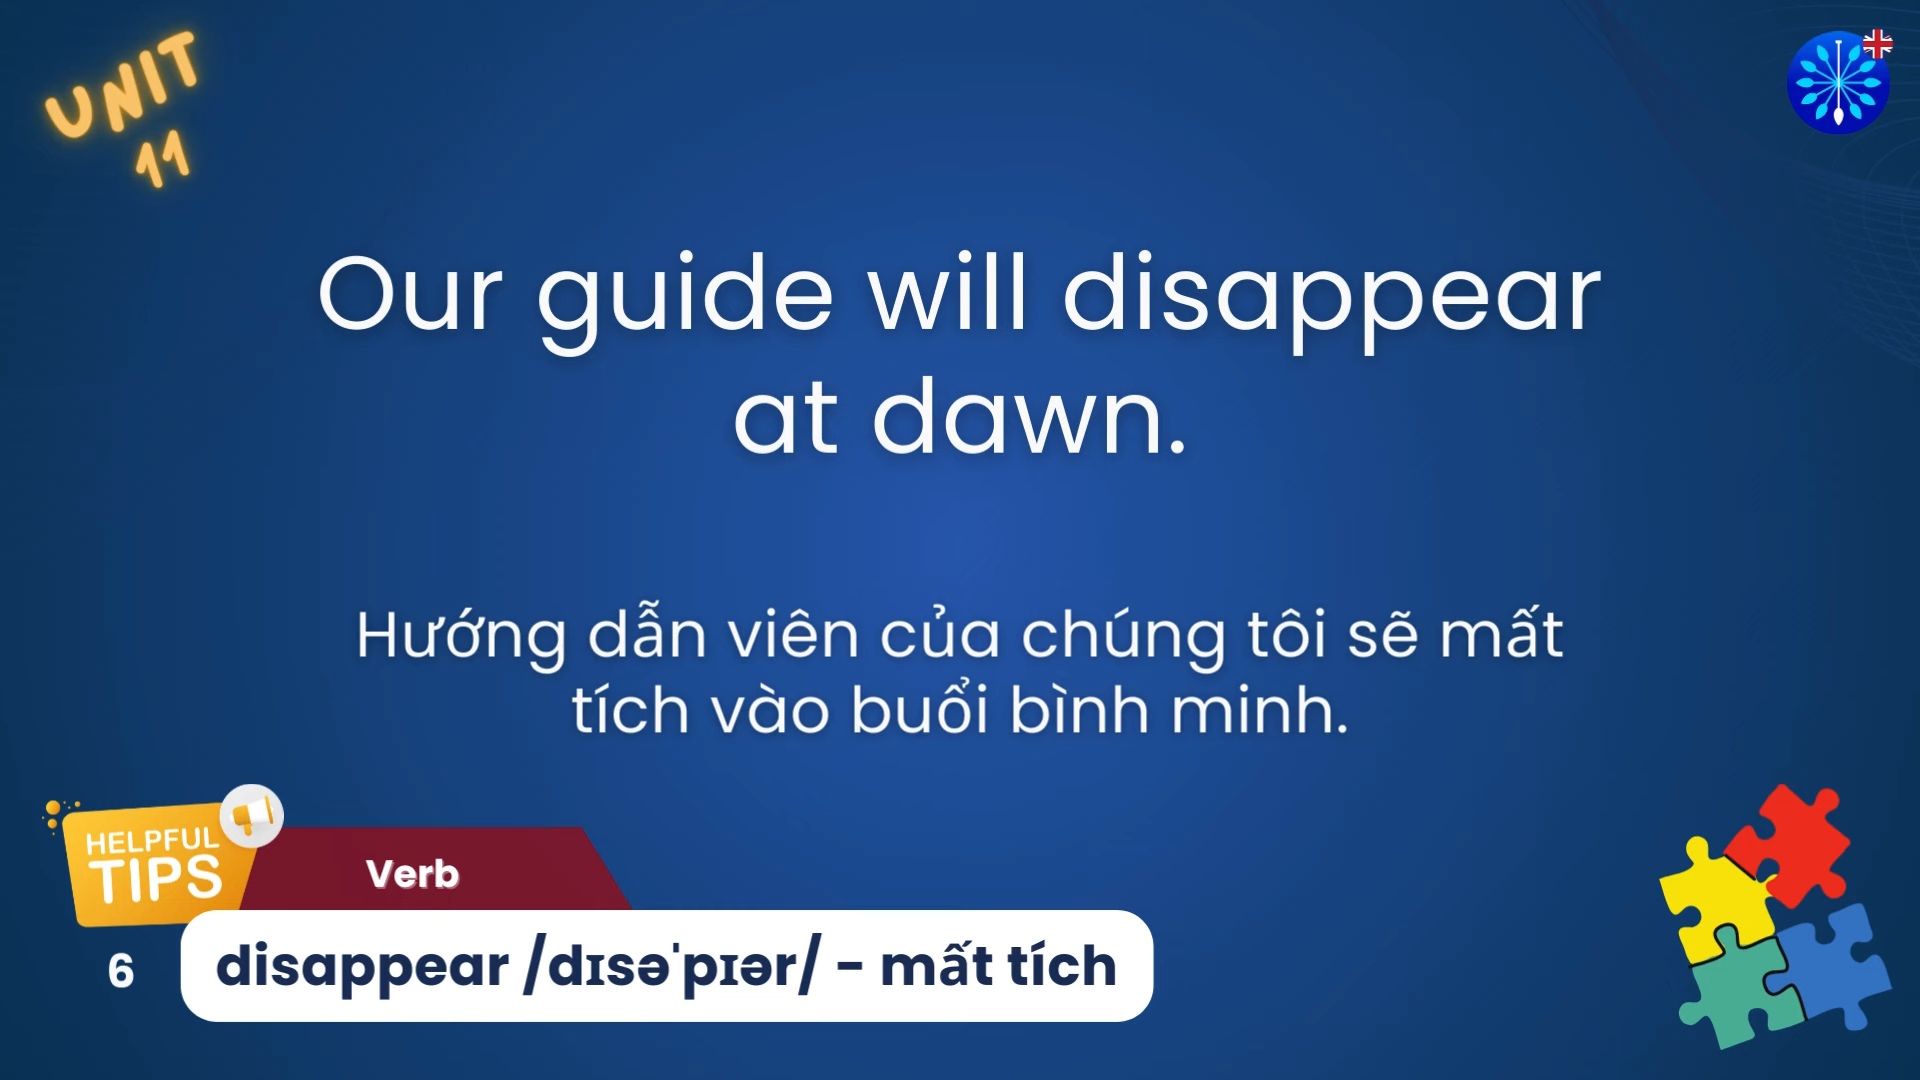 UNIT
11
Our guide will disappear
at dawn.
Hướng dẫn viên của chúng tôi sẽ mất
tích vào buổi bình minh.
HELPFUL
TIPS
Verb
6
disappear /dɪsəˈpɪər/ - mất tích